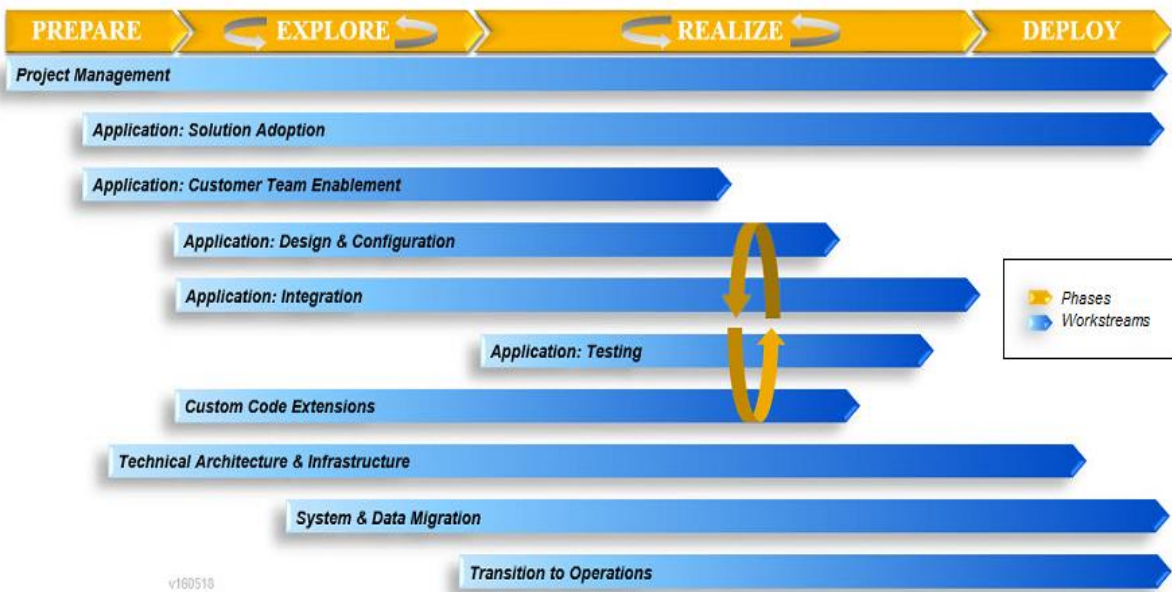 PREPARE
EXPLORE
REALIZE
DEPLOY
Project Management
Application: Solution Adoption
Application: Customer Team Enablement
Application: Design & Configuration
Application: Integration
Phases
Workstreams
Application: Testing
Custom Code Extensions
Technical Architecture & Infrastructure
System & Data Migration
Transition to Operations
v160518